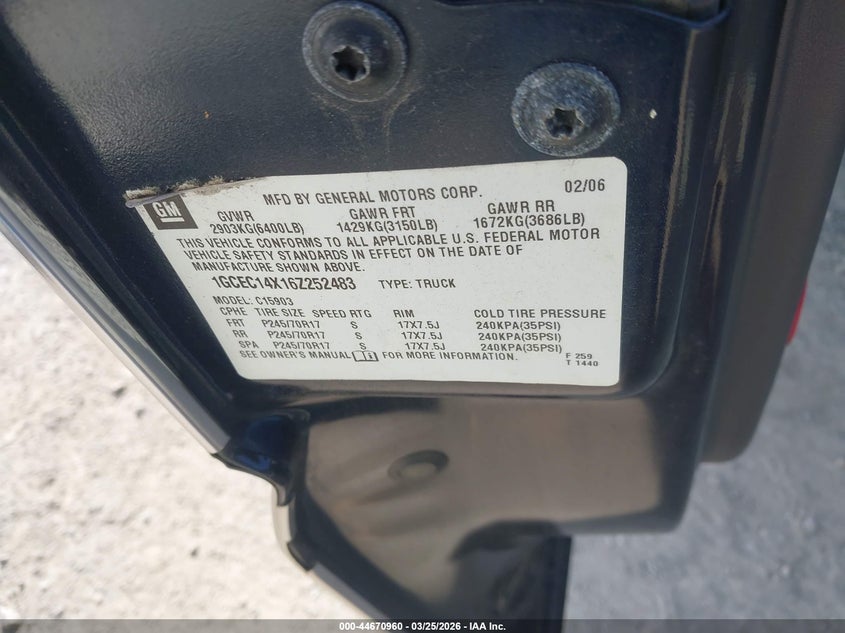 GM
MFD BY GENERAL MOTORS CORP. 02/06
GVWR GAWR FRT GAWR RR
2903KG(6400LB) 1429KG(3150LB) 1672KG(3686LB)
THIS VEHICLE CONFORMS TO ALL APPLICABLE U.S. FEDERAL MOTOR
VEHICLE SAFETY STANDARDS IN EFFECT ON THE DATE OF
MANUFACTURE SHOWN ABOVE.
1GCEC14X16Z252483 TYPE: TRUCK
MODEL: C15903
CPHE TIRE SIZE SPEED RTG RIM COLD TIRE PRESSURE
FRT P245/70R17 S 17X7.5J 240KPA(35PSI)
RR P245/70R17 S 17X7.5J 240KPA(35PSI)
SPA P245/70R17 S 17X7.5J 240KPA(35PSI)
SEE OWNER'S MANUAL FOR MORE INFORMATION.
F 259
T 1440
000-44670960 - 03/25/2026 - IAA Inc.